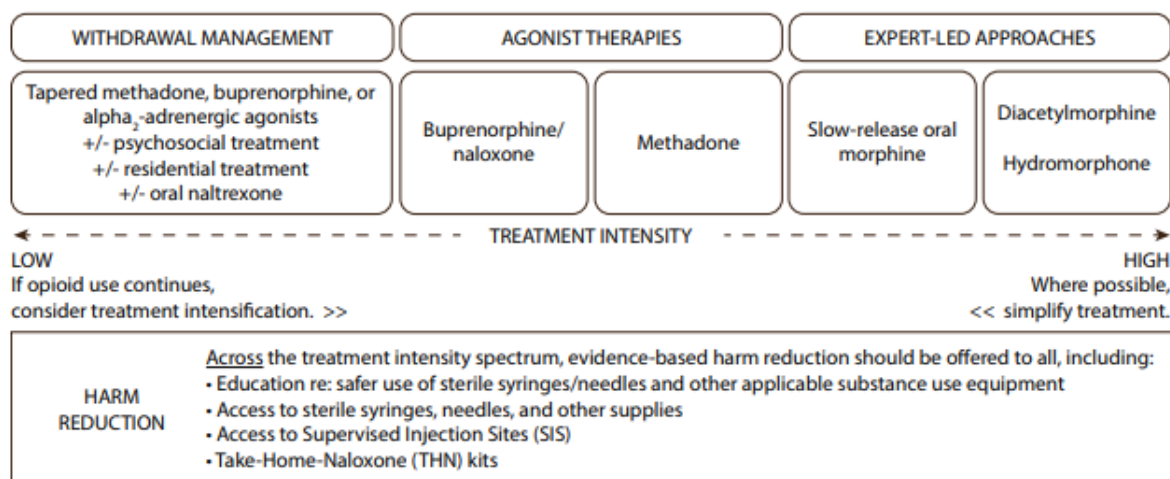 WITHDRAWAL MANAGEMENT
AGONIST THERAPIES
EXPERT-LED APPROACHES
Tapered methadone, buprenorphine, or
alpha₂-adrenergic agonists
+/- psychosocial treatment
+/- residential treatment
+/- oral naltrexone
Buprenorphine/
naloxone
Methadone
Slow-release oral
morphine
Diacetylmorphine
Hydromorphone
TREATMENT INTENSITY
LOW
If opioid use continues,
consider treatment intensification. >>
HIGH
Where possible,
<< simplify treatment.
HARM
REDUCTION
Across the treatment intensity spectrum, evidence-based harm reduction should be offered to all, including:
• Education re: safer use of sterile syringes/needles and other applicable substance use equipment
• Access to sterile syringes, needles, and other supplies
• Access to Supervised Injection Sites (SIS)
• Take-Home-Naloxone (THN) kits